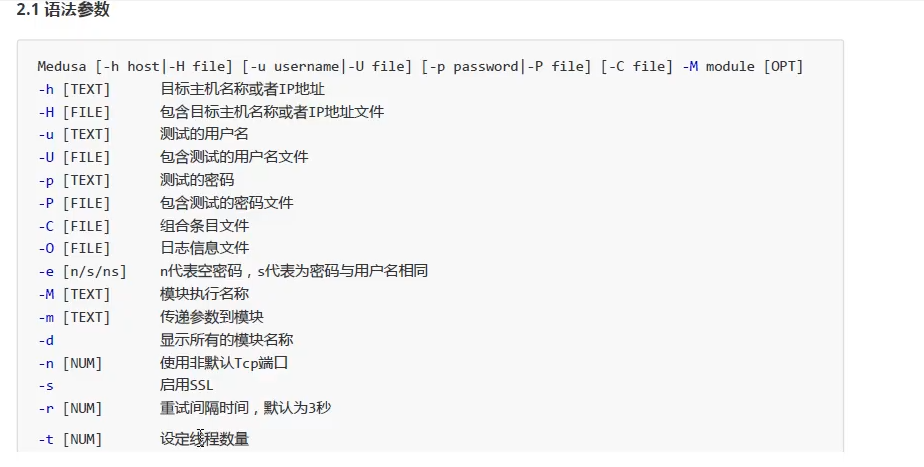 2.1 语法参数
Medusa [-h host|-H file] [-u username|-U file] [-p password|-P file] [-C file] -M module [OPT]
-h [TEXT] 目标主机名称或者IP地址
-H [FILE] 包含目标主机名称或者IP地址文件
-u [TEXT] 测试的用户名
-U [FILE] 包含测试的用户名文件
-p [TEXT] 测试的密码
-P [FILE] 包含测试的密码文件
-C [FILE] 组合条目文件
-O [FILE] 日志信息文件
-e [n/s/ns] n代表空密码，s代表为密码与用户名相同
-M [TEXT] 模块执行名称
-m [TEXT] 传递参数到模块
-d 显示所有的模块名称
-n [NUM] 使用非默认Tcp端口
-s 启用SSL
-r [NUM] 重试间隔时间，默认为3秒
-t [NUM] 设定线程数量